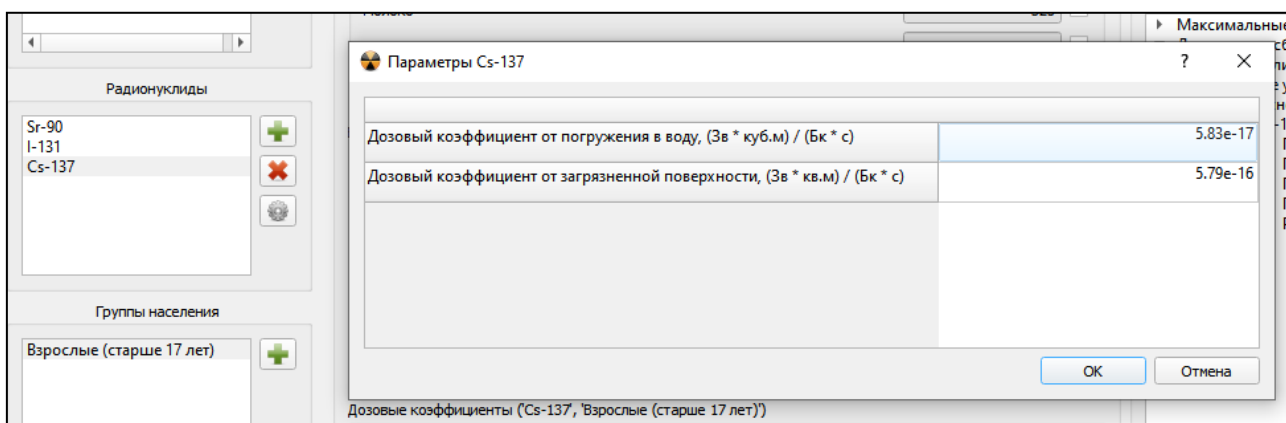 Радионуклиды
Sr-90
I-131
Cs-137
Группы населения
Взрослые (старше 17 лет)
Максимальные
Параметры Cs-137
?
Дозовый коэффициент от погружения в воду, (Зв * куб.м) / (Бк * с)
5.83e-17
Дозовый коэффициент от загрязненной поверхности, (Зв * кв.м) / (Бк * с)
5.79e-16
OK
Отмена
Дозовые коэффициенты ('Cs-137', 'Взрослые (старше 17 лет)')